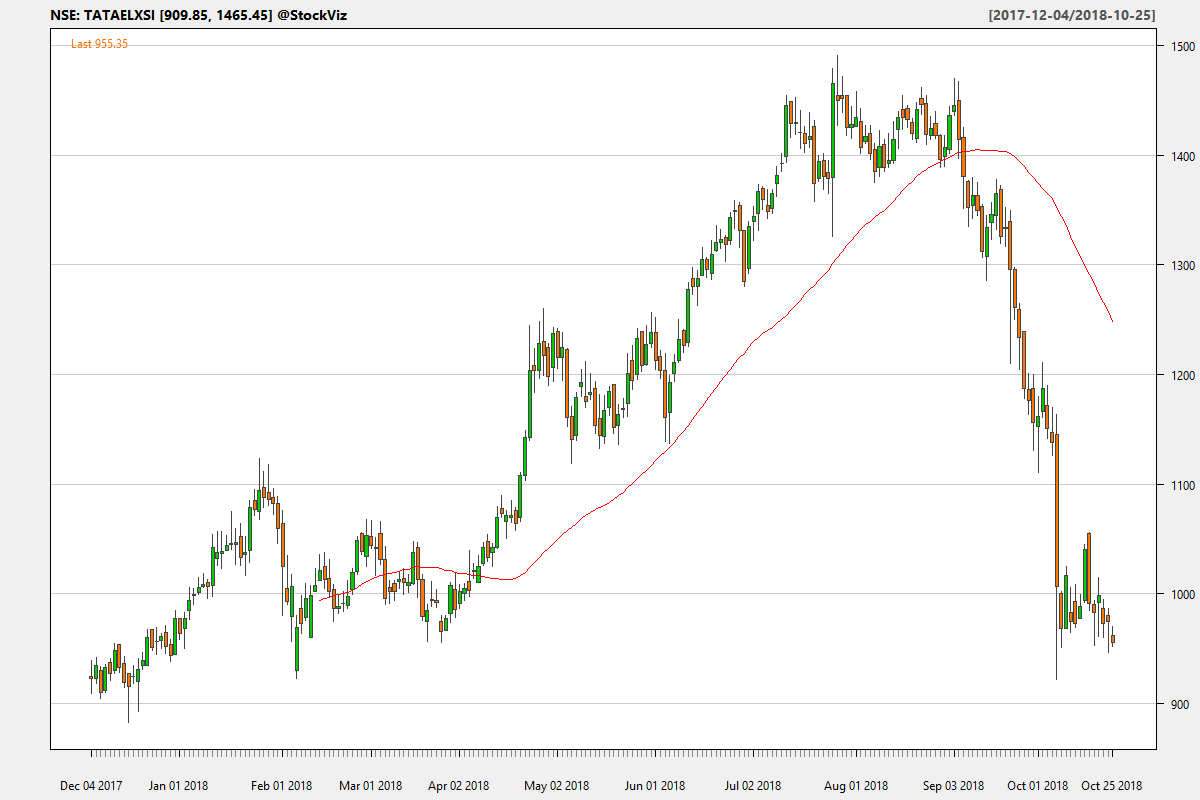 NSE: TATAELXSI [909.85, 1465.45] @StockViz [2017-12-04/2018-10-25]
Last 955.35
1500
1400
1300
1200
1100
1000
900
Dec 04 2017 Jan 01 2018 Feb 01 2018 Mar 01 2018 Apr 02 2018 May 02 2018 Jun 01 2018 Jul 02 2018 Aug 01 2018 Sep 03 2018 Oct 01 2018 Oct 25 2018